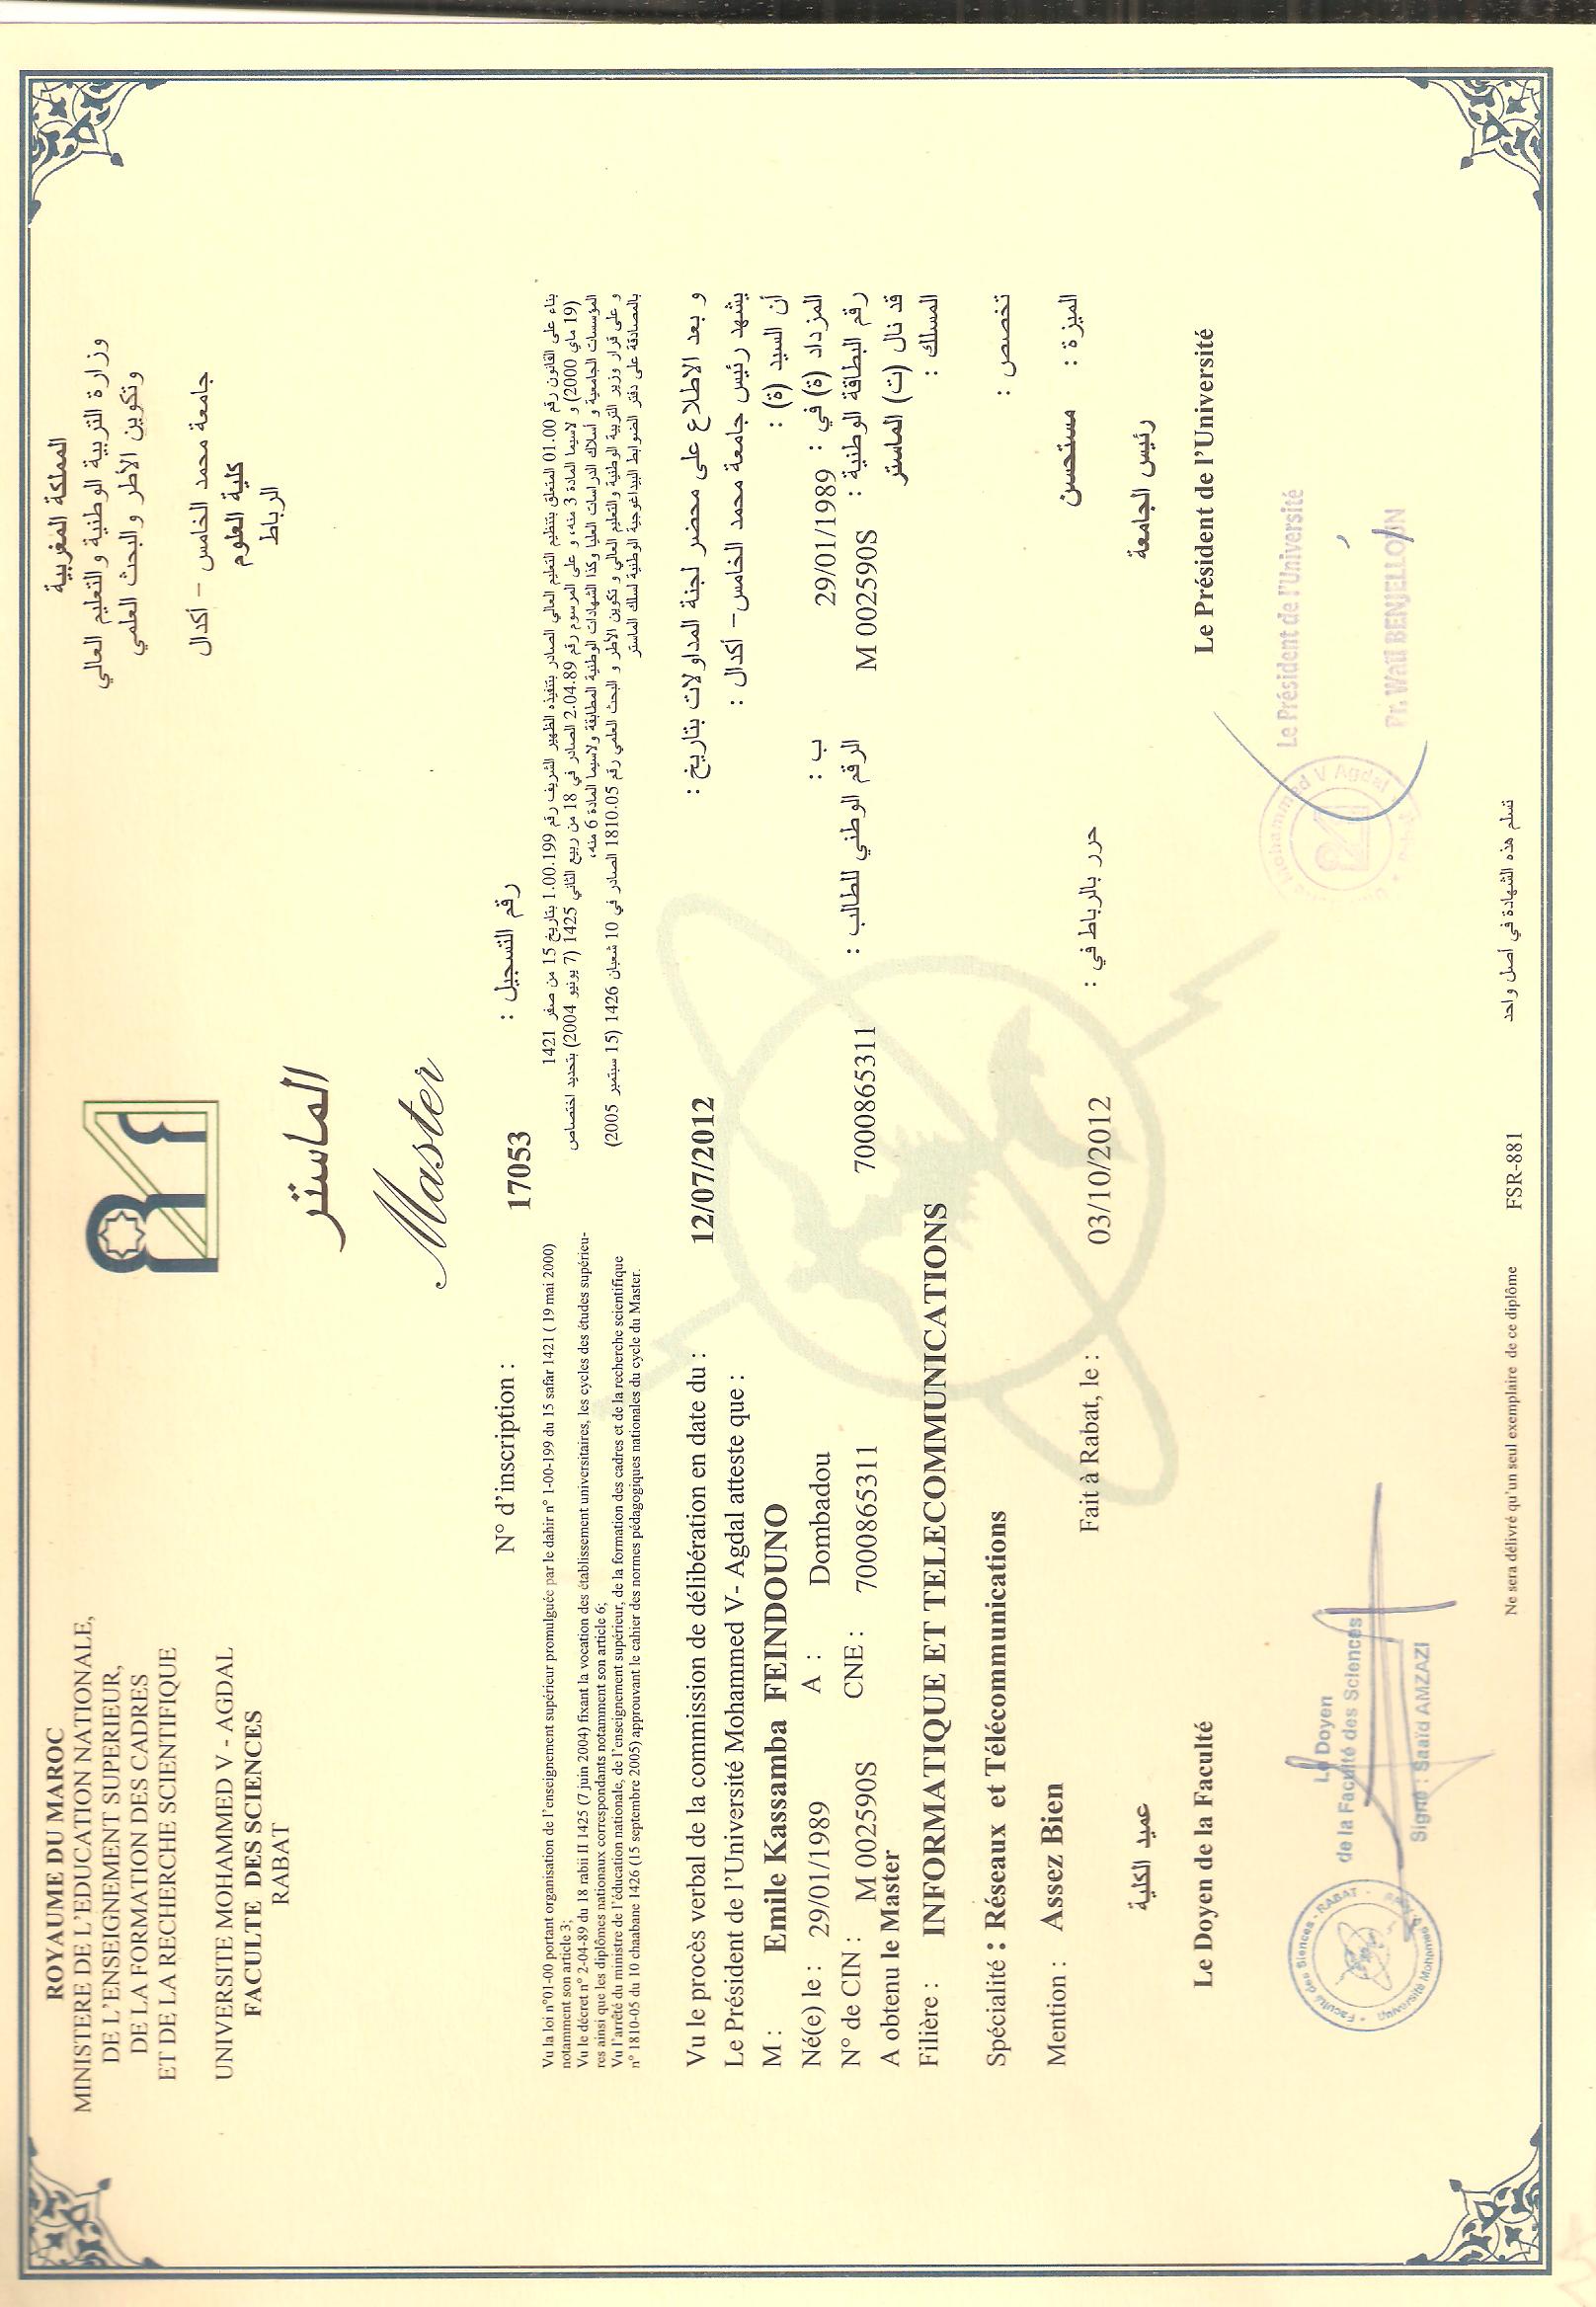 ROYAUME DU MAROC
MINISTERE DE L'EDUCATION NATIONALE,
DE L'ENSEIGNEMENT SUPERIEUR,
DE LA FORMATION DES CADRES
ET DE LA RECHERCHE SCIENTIFIQUE
UNIVERSITE MOHAMMED V - AGDAL
FACULTE DES SCIENCES
RABAT
المملكة المغربية
وزارة التربية الوطنية والتعليم العالي
وتكوين الأطر والبحث العلمي
جامعة محمد الخامس – أكدال
كلية العلوم
الرباط
الماستر
Master
N° d'inscription : 17053 رقم التسجيل :
Vu la loi n°01-00 portant organisation de l'enseignement supérieur promulguée par le dahir n° 1-00-199 du 15 safar 1421 ( 19 mai 2000)
notamment son article 3;
Vu le décret n° 2-04-89 du 18 rabii II 1425 (7 juin 2004) fixant la vocation des établissement universitaires, les cycles des études supérieu-
res ainsi que les diplômes nationaux correspondants notamment son article 6;
Vu l'arrêté du ministre de l'éducation nationale, de l'enseignement supérieur, de la formation des cadres et de la recherche scientifique
n° 1810-05 du 10 chaabane 1426 (15 septembre 2005) approuvant le cahier des normes pédagogiques nationales du cycle du Master.
بناء على القانون رقم 01.00 المتعلق بتنظيم التعليم العالي الصادر بتنفيذه الظهير الشريف رقم 1.00.199 بتاريخ 15 من صفر 1421
(19 ماي 2000) و لاسيما المادة 3 منه، و على المرسوم رقم 2.04.89 الصادر في 18 من ربيع الثاني 1425 (7 يونيو 2004) بتحديد اختصاص
المؤسسات الجامعية و أسلاك الدراسات العليا وكذا الشهادات الوطنية المطابقة ولاسيما المادة 6 منه،
و على قرار وزير التربية الوطنية والتعليم العالي و تكوين الأطر و البحث العلمي رقم 1810.05 الصادر في 10 شعبان 1426 (15 سبتمبر 2005)
بالمصادقة على دفتر الضوابط البيداغوجية الوطنية لسلك الماستر
Vu le procès verbal de la commission de délibération en date du : 12/07/2012 و بعد الاطلاع على محضر لجنة المداولات بتاريخ :
Le Président de l'Université Mohammed V- Agdal atteste que : يشهد رئيس جامعة محمد الخامس– أكدال :
M : Emile Kassamba FEINDOUNO أن السيد (ة) :
Né(e) le : 29/01/1989 A : Dombadou ب : المزداد (ة) في : 29/01/1989
N° de CIN : M 002590S CNE : 7000865311 الرقم الوطني للطالب : 7000865311 رقم البطاقة الوطنية : M 002590S
A obtenu le Master قد نال (ت) الماستر
Filière : INFORMATIQUE ET TELECOMMUNICATIONS المسلك :
Spécialité : Réseaux et Télécommunications تخصص :
Mention : Assez Bien الميزة : مستحسن
Fait à Rabat, le : 03/10/2012 حرر بالرباط في :
عميد الكلية رئيس الجامعة
Le Doyen de la Faculté Le Président de l'Université
Faculté des Siences - RABAT
Université Mohamed V
Le Doyen
de la Faculté des Sciences
Signé : Saaïd AMZAZI
Mohammed V Agdal
Le Président de l'Université
Pr. Wail BENJELLOUN
Ne sera délivré qu'un seul exemplaire de ce diplôme FSR-881 تسلم هذه الشهادة في أصل واحد